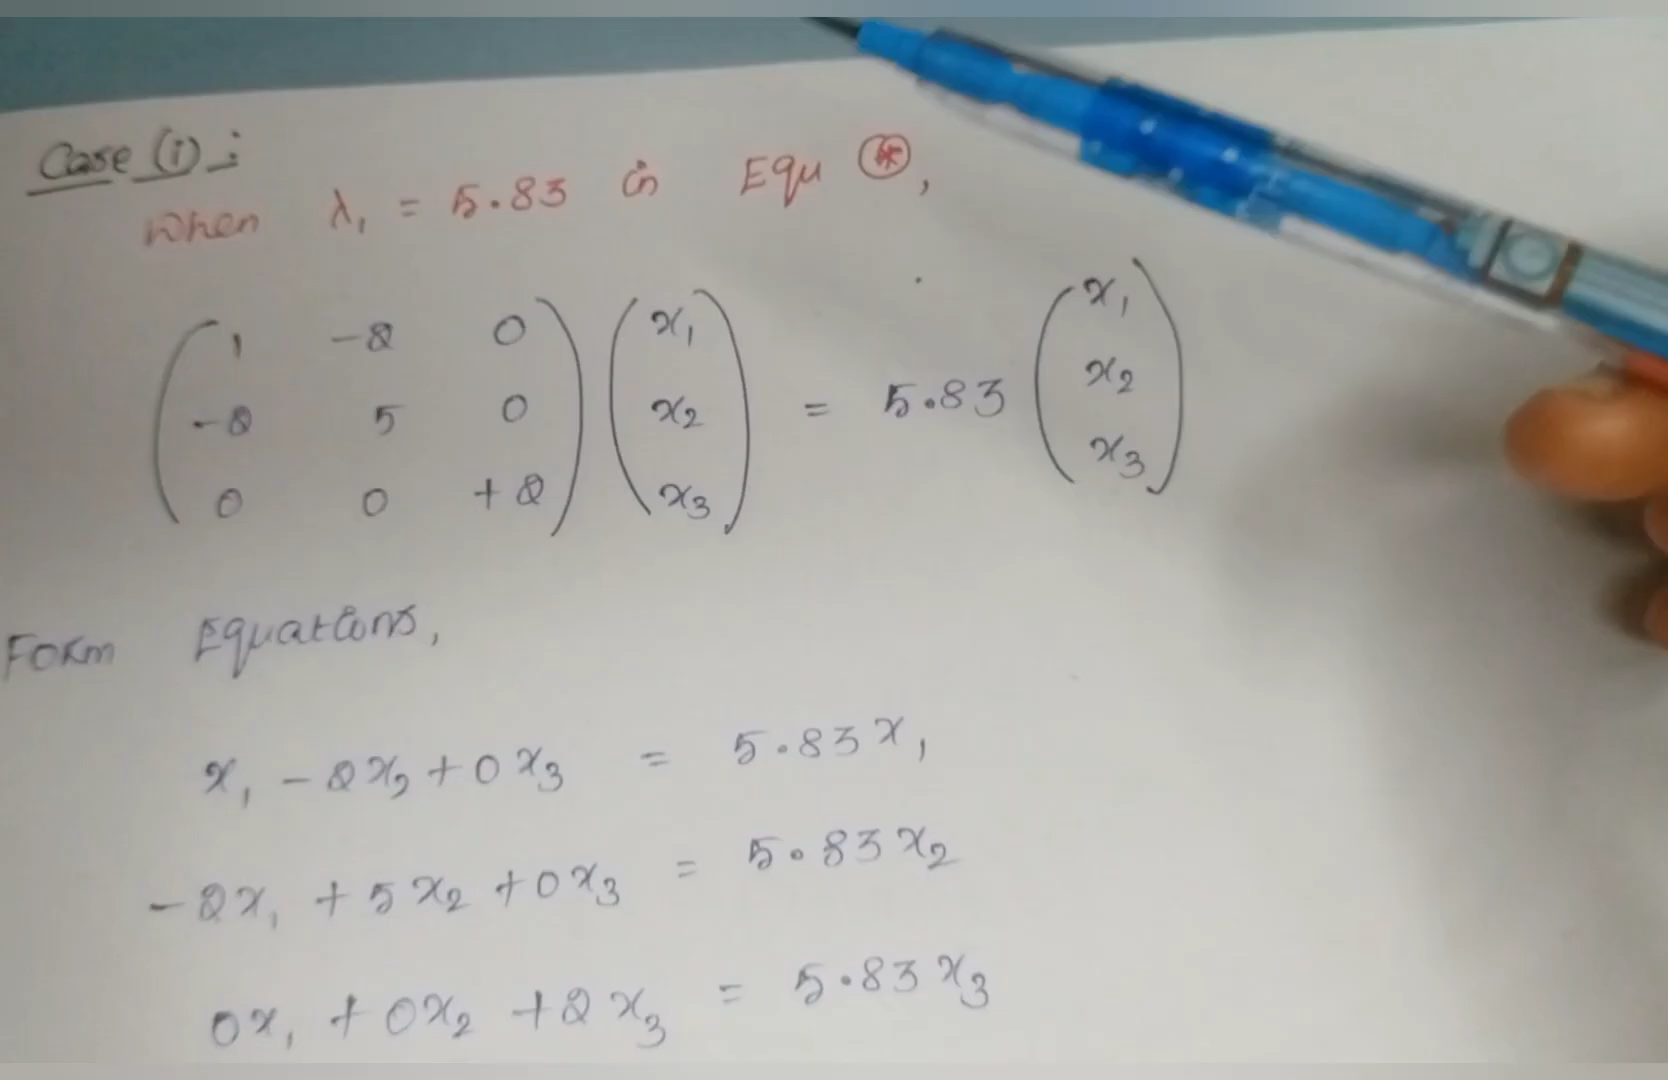 Case (i) :
When λ₁ = 5.83 in Equ (*),
( 1 -2 0 ) ( x₁ ) ( x₁ )
( -2 5 0 ) ( x₂ ) = 5.83 ( x₂ )
( 0 0 +2 ) ( x₃ ) ( x₃ )
Form Equations,
x₁ - 2x₂ + 0x₃ = 5.83x₁
-2x₁ + 5x₂ + 0x₃ = 5.83x₂
0x₁ + 0x₂ + 2x₃ = 5.83x₃